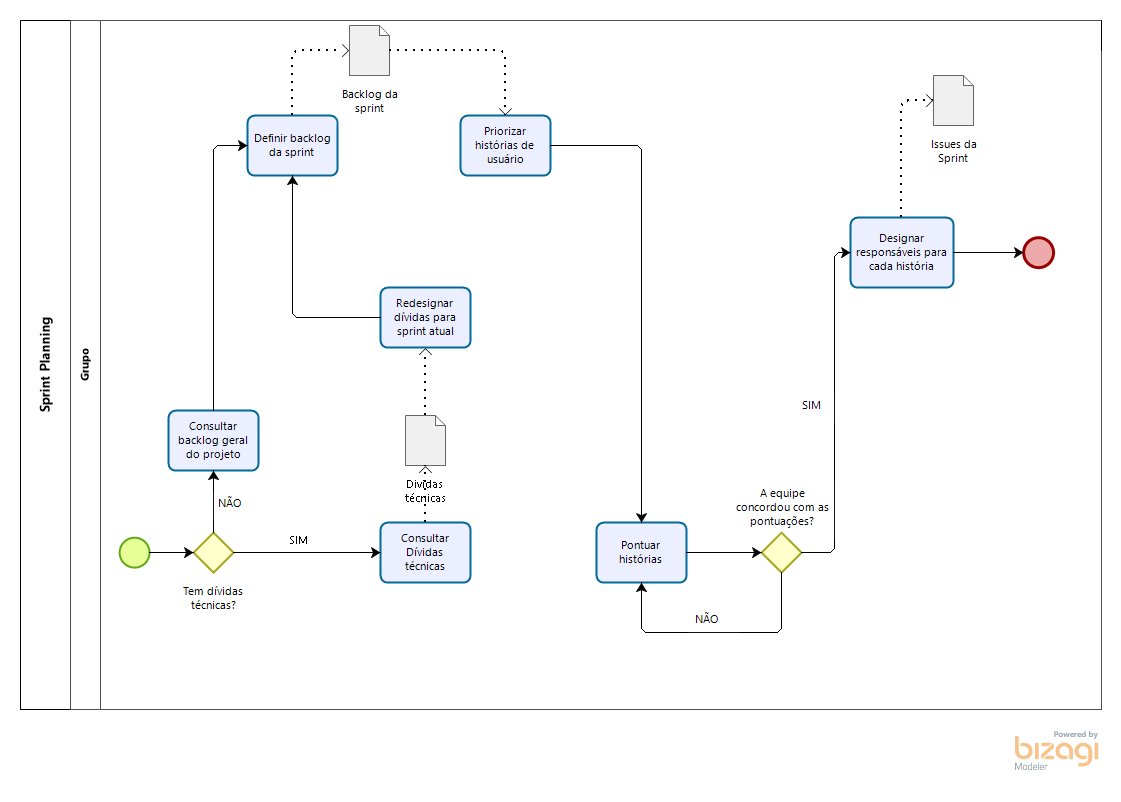 Sprint Planning
Grupo
Backlog da
sprint
Definir backlog
da sprint
Priorizar
histórias de
usuário
Issues da
Sprint
Designar
responsáveis para
cada história
Redesignar
dívidas para
sprint atual
Consultar
backlog geral
do projeto
NÃO
Tem dívidas
técnicas?
SIM
Dividas
técnicas
Consultar
Dívidas
técnicas
Pontuar
histórias
A equipe
concordou com as
pontuações?
SIM
NÃO
Powered by
bizagi
Modeler